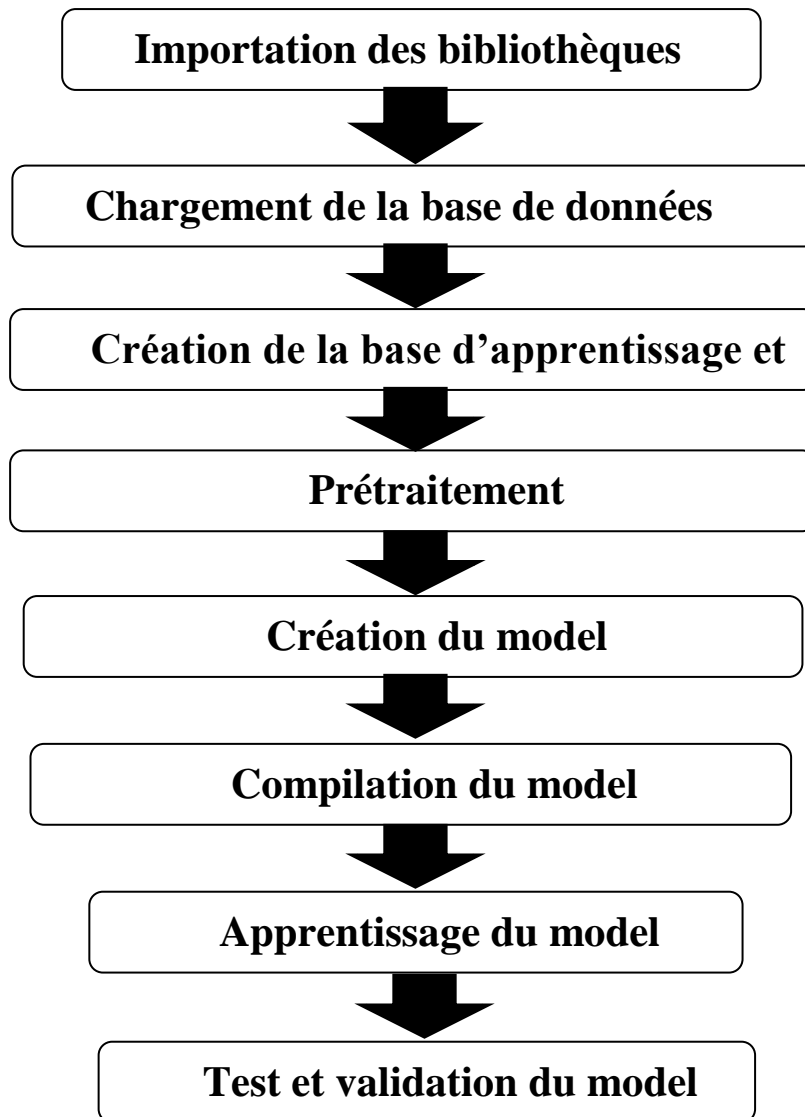 Importation des bibliothèques
Chargement de la base de données
Création de la base d’apprentissage et
Prétraitement
Création du model
Compilation du model
Apprentissage du model
Test et validation du model